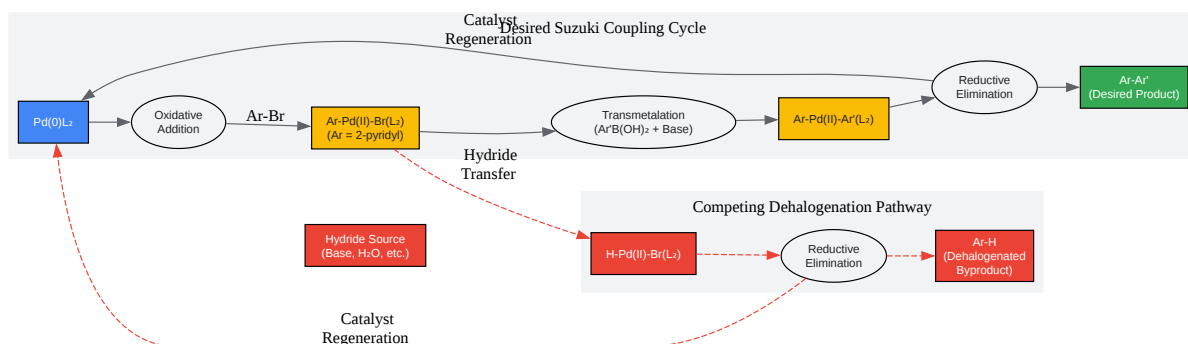 Desired Suzuki Coupling Cycle
Catalyst
Regeneration
Pd(0)L₂
Oxidative
Addition
Ar-Br
Ar-Pd(II)-Br(L₂)
(Ar = 2-pyridyl)
Transmetalation
(Ar'B(OH)₂ + Base)
Ar-Pd(II)-Ar'(L₂)
Reductive
Elimination
Ar-Ar'
(Desired Product)
Hydride
Transfer
Competing Dehalogenation Pathway
Hydride Source
(Base, H₂O, etc.)
H-Pd(II)-Br(L₂)
Reductive
Elimination
Ar-H
(Dehalogenated
Byproduct)
Catalyst
Regeneration